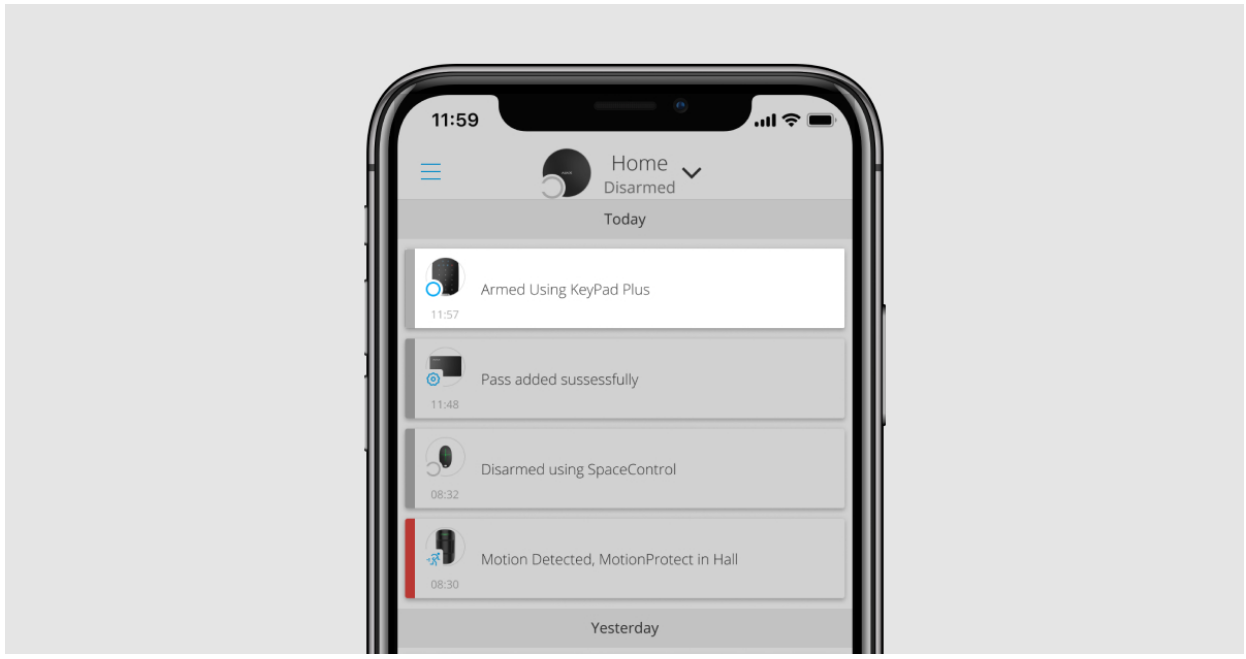 11:59
Home
Disarmed
Today
Armed Using KeyPad Plus
11:57
Pass added sussessfully
11:48
Disarmed using SpaceControl
08:32
Motion Detected, MotionProtect in Hall
08:30
Yesterday